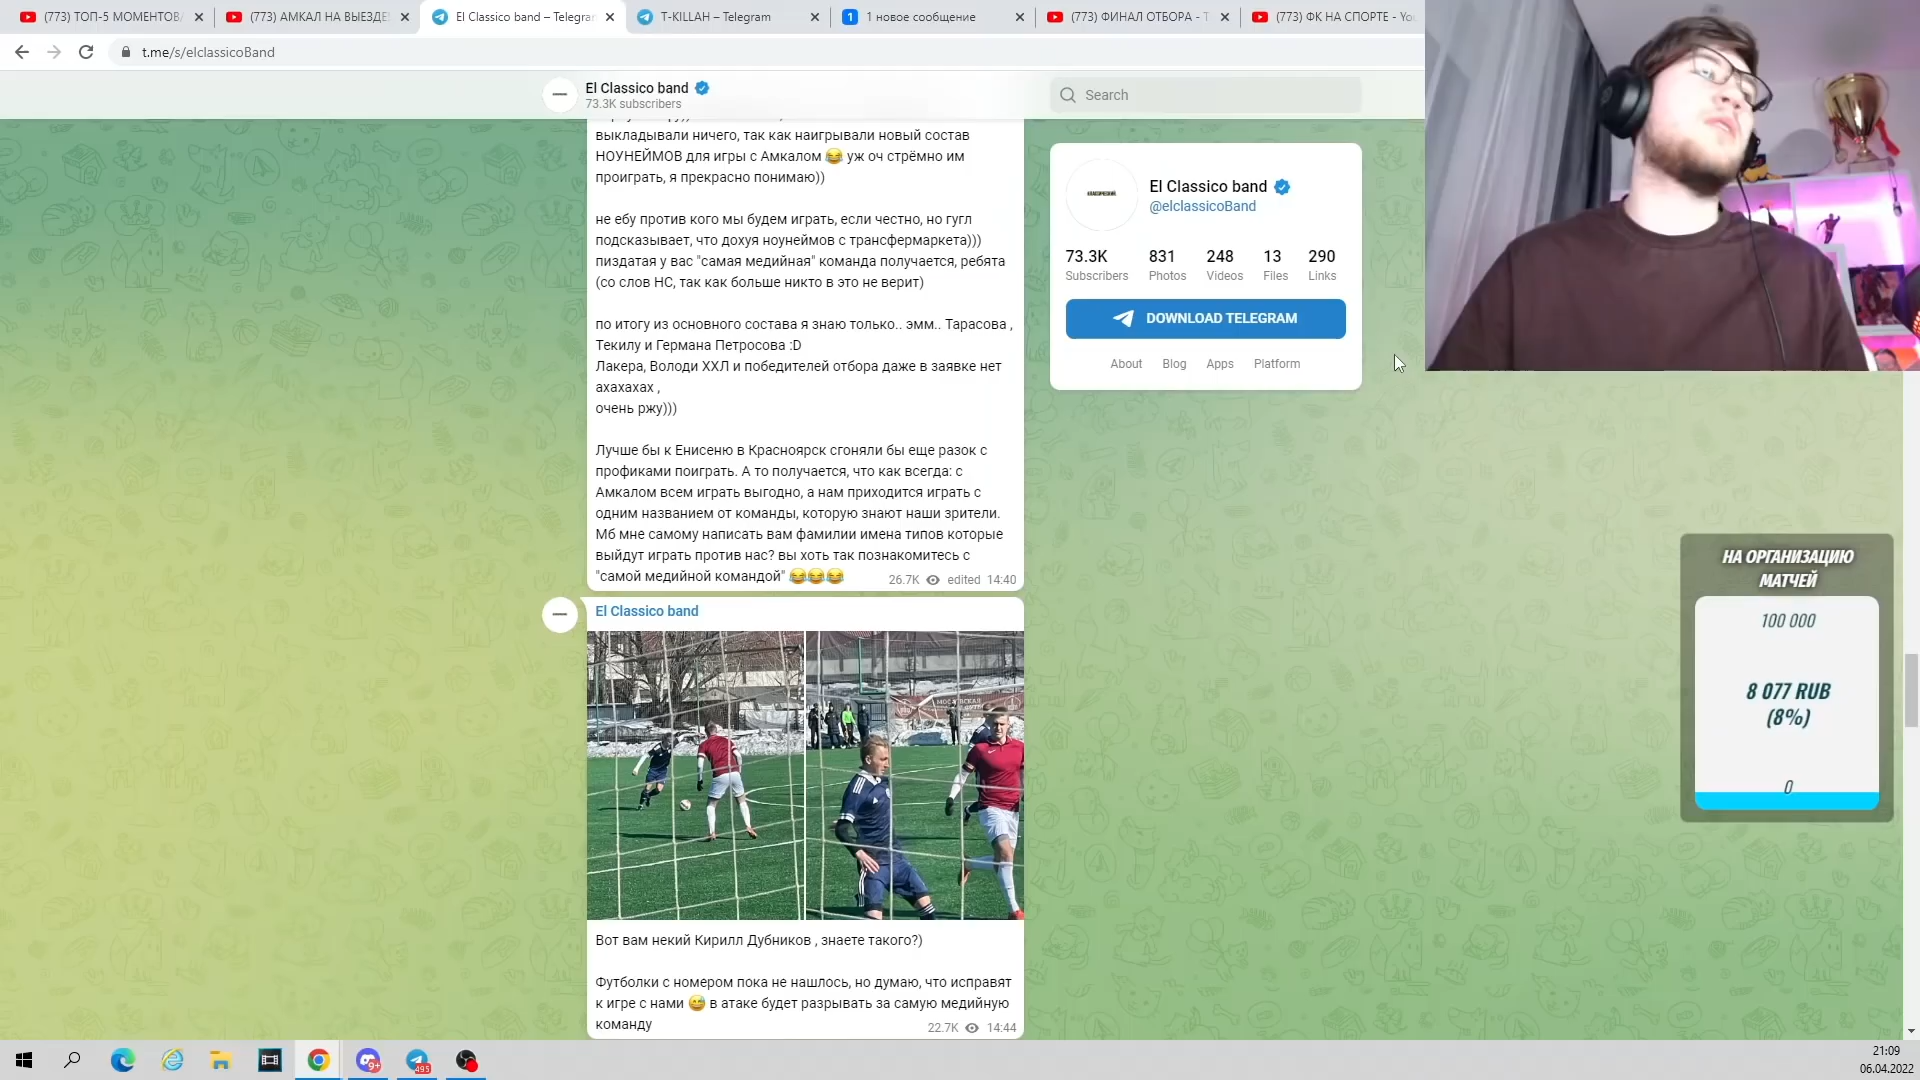 (773) ТОП-5 МОМЕНТОВ
(773) АМКАЛ НА ВЫЕЗДЕ
El Classico band – Telegram
T-KILLAH – Telegram
1 новое сообщение
(773) ФИНАЛ ОТБОРА - T
(773) ФК НА СПОРТЕ - You
t.me/s/elclassicoBand
El Classico band
73.3K subscribers
Search
выкладывали ничего, так как наигрывали новый состав
НОУНЕЙМОВ для игры с Амкалом 😂 уж оч стрёмно им
проиграть, я прекрасно понимаю))
не ебу против кого мы будем играть, если честно, но гугл
подсказывает, что дохуя ноунеймов с трансфермаркета)))
пиздатая у вас "самая медийная" команда получается, ребята
(со слов НС, так как больше никто в это не верит)
по итогу из основного состава я знаю только.. эмм.. Тарасова ,
Текилу и Германа Петросова :D
Лакера, Володи ХХЛ и победителей отбора даже в заявке нет
ахахахах ,
очень ржу)))
Лучше бы к Енисеню в Красноярск сгоняли бы еще разок с
профиками поиграть. А то получается, что как всегда: с
Амкалом всем играть выгодно, а нам приходится играть с
одним названием от команды, которую знают наши зрители.
Мб мне самому написать вам фамилии имена типов которые
выйдут играть против нас? вы хоть так познакомитесь с
"самой медийной командой" 😂😂😂
26.7K edited 14:40
El Classico band
Вот вам некий Кирилл Дубников , знаете такого?)
Футболки с номером пока не нашлось, но думаю, что исправят
к игре с нами 😅 в атаке будет разрывать за самую медийную
команду
22.7K 14:44
El Classico band
@elclassicoBand
73.3K 831 248 13 290
Subscribers Photos Videos Files Links
DOWNLOAD TELEGRAM
About Blog Apps Platform
НА ОРГАНИЗАЦИЮ
МАТЧЕЙ
100 000
8 077 RUB
(8%)
0
9+
495
21:09
06.04.2022